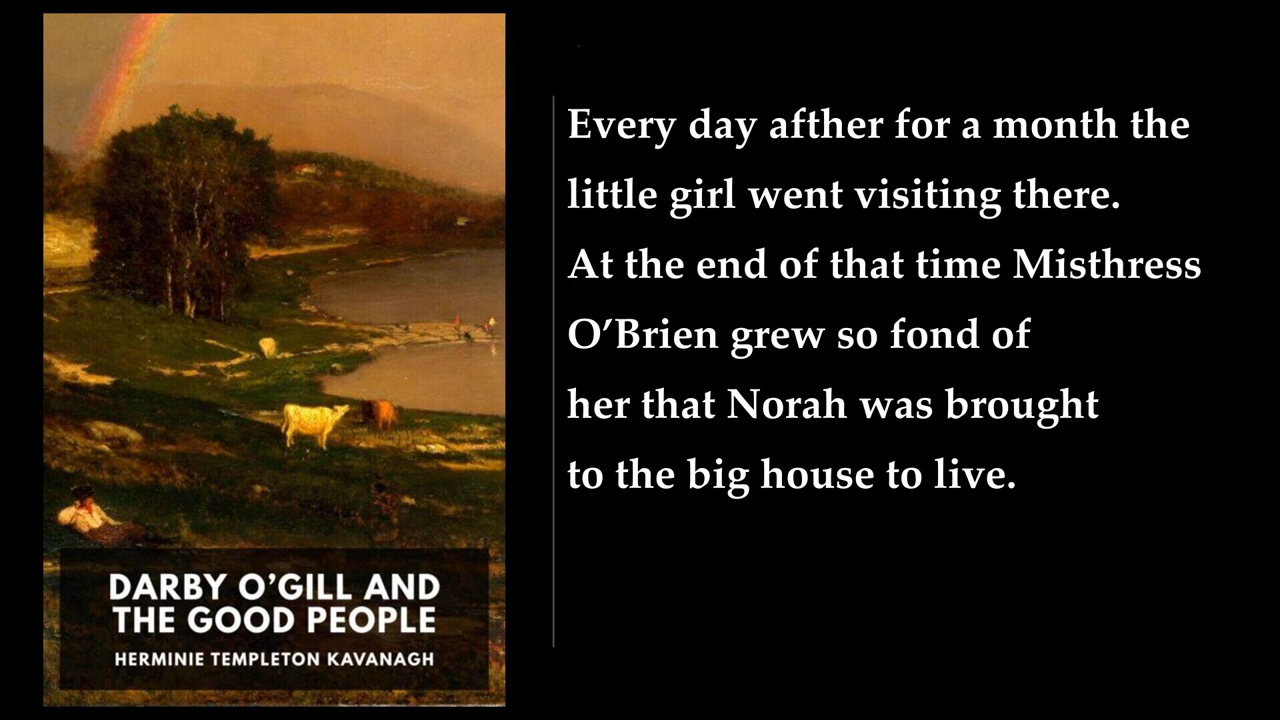 DARBY O’GILL AND
THE GOOD PEOPLE
HERMINIE TEMPLETON KAVANAGH
Every day afther for a month the
little girl went visiting there.
At the end of that time Misthress
O’Brien grew so fond of
her that Norah was brought
to the big house to live.